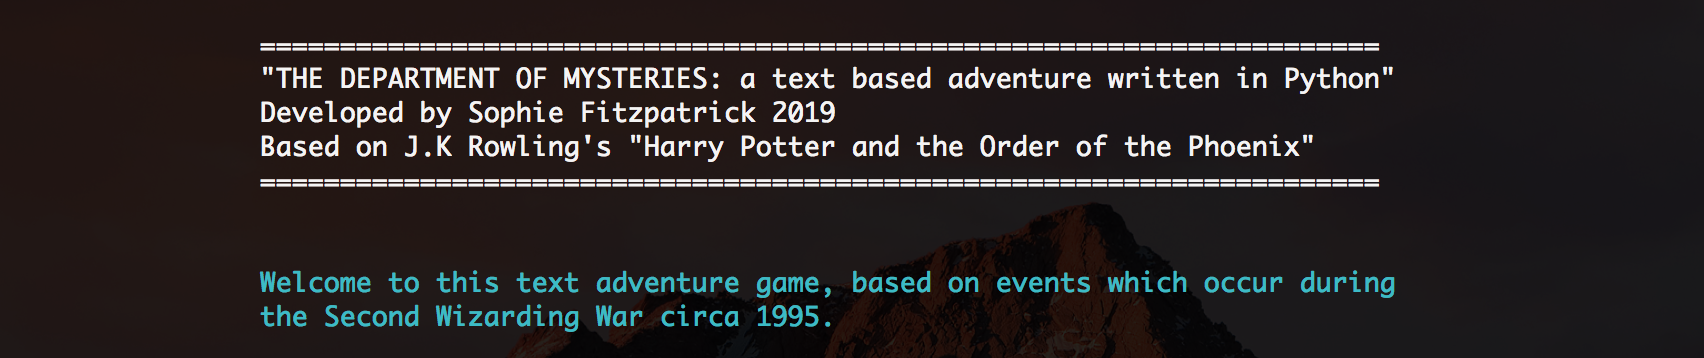 ======================================================================
"THE DEPARTMENT OF MYSTERIES: a text based adventure written in Python"
Developed by Sophie Fitzpatrick 2019
Based on J.K Rowling's "Harry Potter and the Order of the Phoenix"
======================================================================
Welcome to this text adventure game, based on events which occur during
the Second Wizarding War circa 1995.